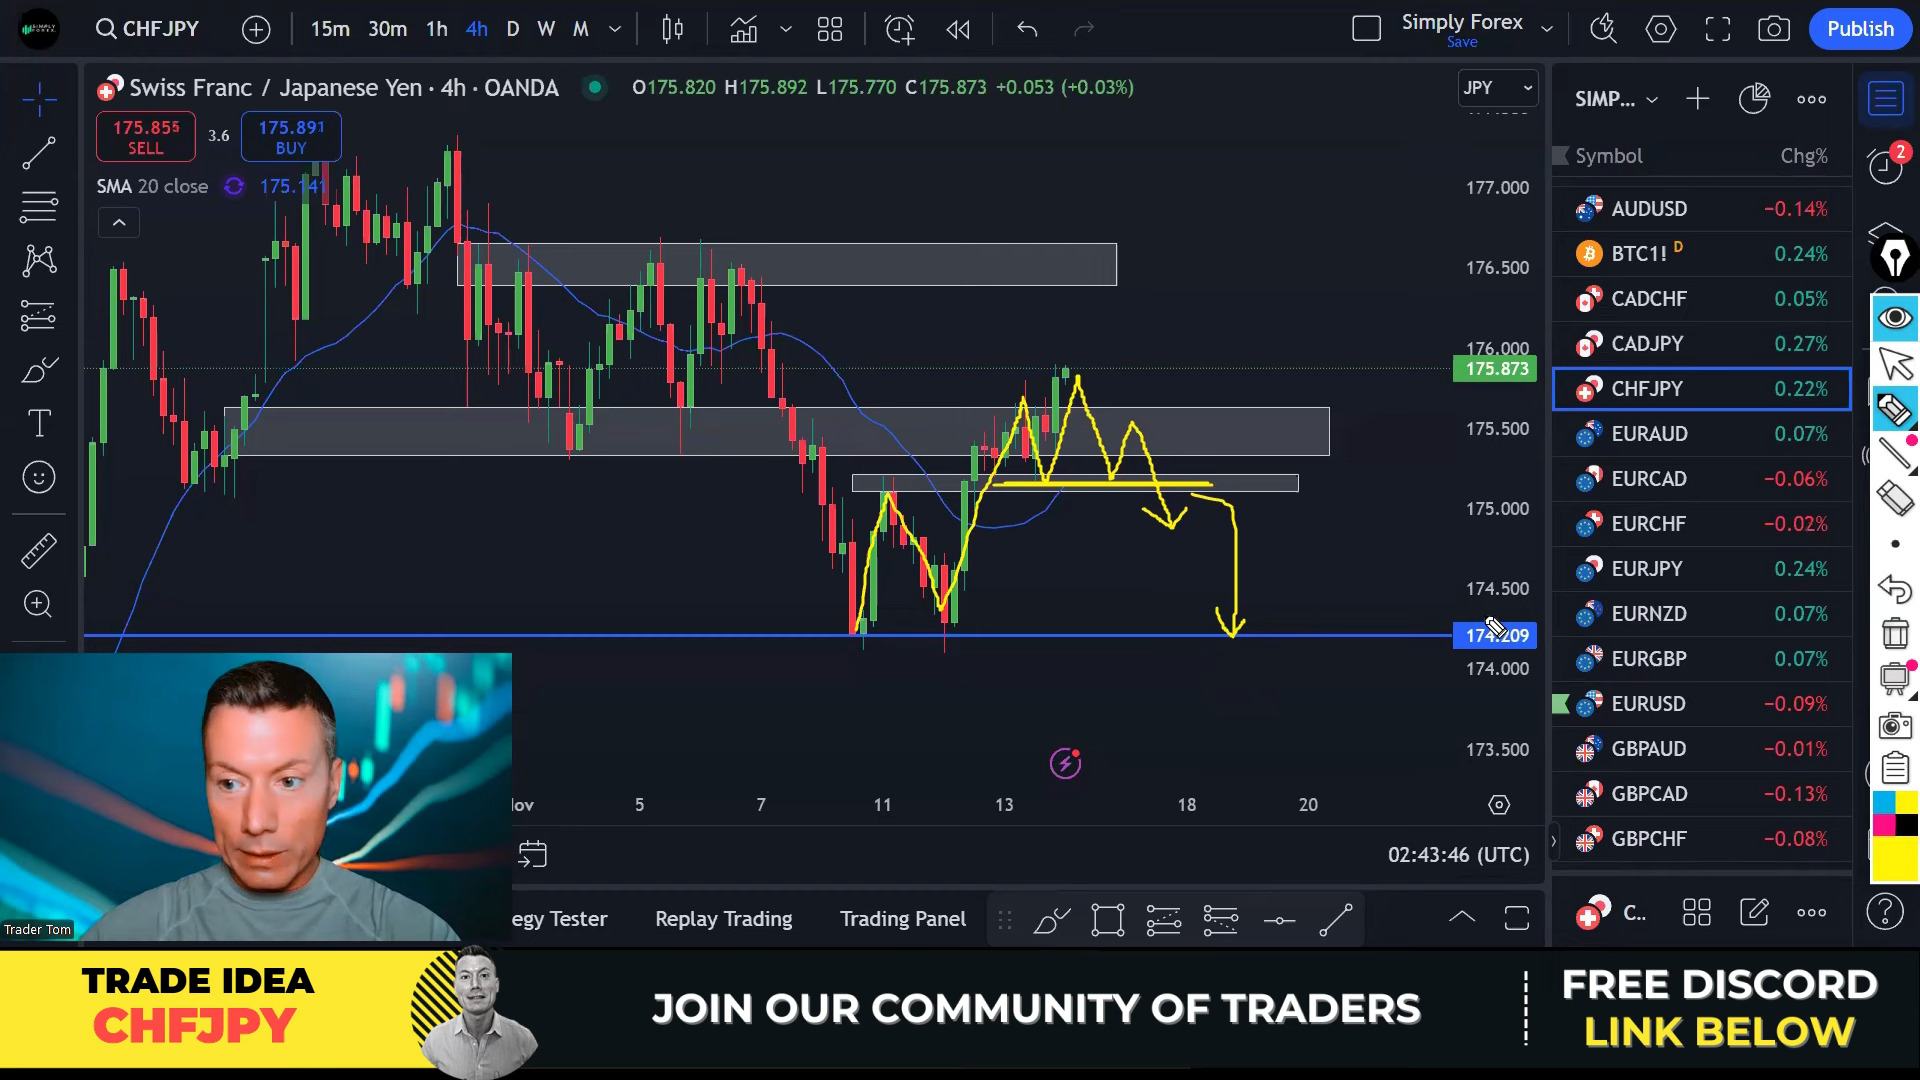 CHFJPY
15m 30m 1h 4h D W M
Simply Forex
Save
Publish
Swiss Franc / Japanese Yen · 4h · OANDA
O175.820 H175.892 L175.770 C175.873 +0.053 (+0.03%)
JPY
175.855
SELL
3.6
175.891
BUY
SMA 20 close 175.141
177.000
176.500
176.000
175.873
175.500
175.000
174.500
174.209
174.000
173.500
5 7 11 13 18 20
02:43:46 (UTC)
SIMP...
2
Symbol Chg%
AUDUSD −0.14%
BTC1! D 0.24%
CADCHF 0.05%
CADJPY 0.27%
CHFJPY 0.22%
EURAUD 0.07%
EURCAD −0.06%
EURCHF −0.02%
EURJPY 0.24%
EURNZD 0.07%
EURGBP 0.07%
EURUSD −0.09%
GBPAUD −0.01%
GBPCAD −0.13%
GBPCHF −0.08%
C..
Tester Replay Trading Trading Panel
Trader Tom
TRADE IDEA
CHFJPY
JOIN OUR COMMUNITY OF TRADERS
FREE DISCORD
LINK BELOW